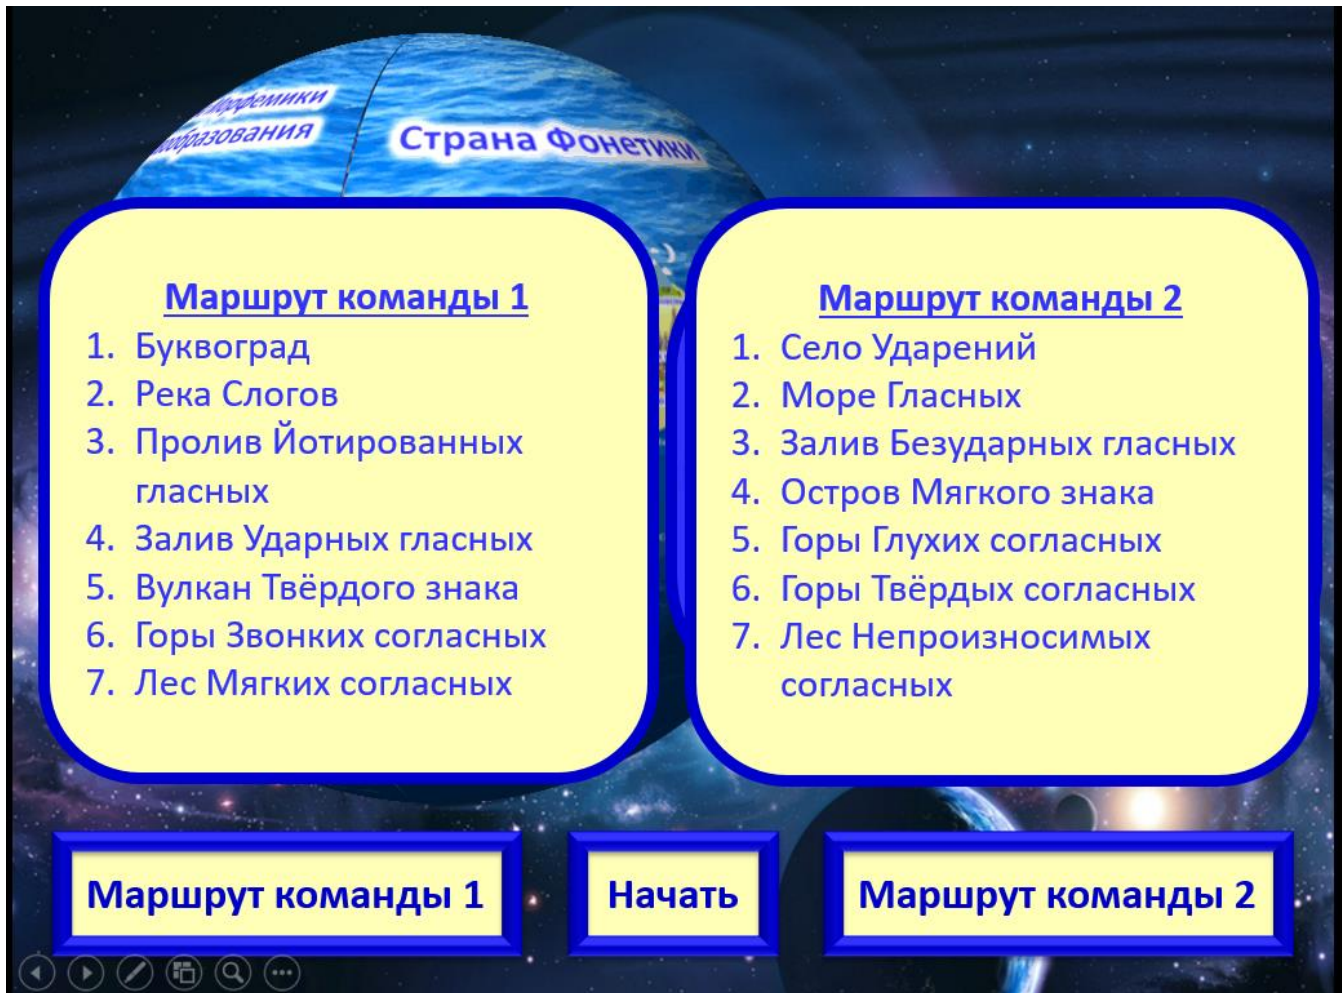 Морфемики
Страна Фонетики
Маршрут команды 1
1. Буквоград
2. Река Слогов
3. Пролив Йотированных
гласных
4. Залив Ударных гласных
5. Вулкан Твёрдого знака
6. Горы Звонких согласных
7. Лес Мягких согласных
Маршрут команды 2
1. Село Ударений
2. Море Гласных
3. Залив Безударных гласных
4. Остров Мягкого знака
5. Горы Глухих согласных
6. Горы Твёрдых согласных
7. Лес Непроизносимых
согласных
Маршрут команды 1
Начать
Маршрут команды 2